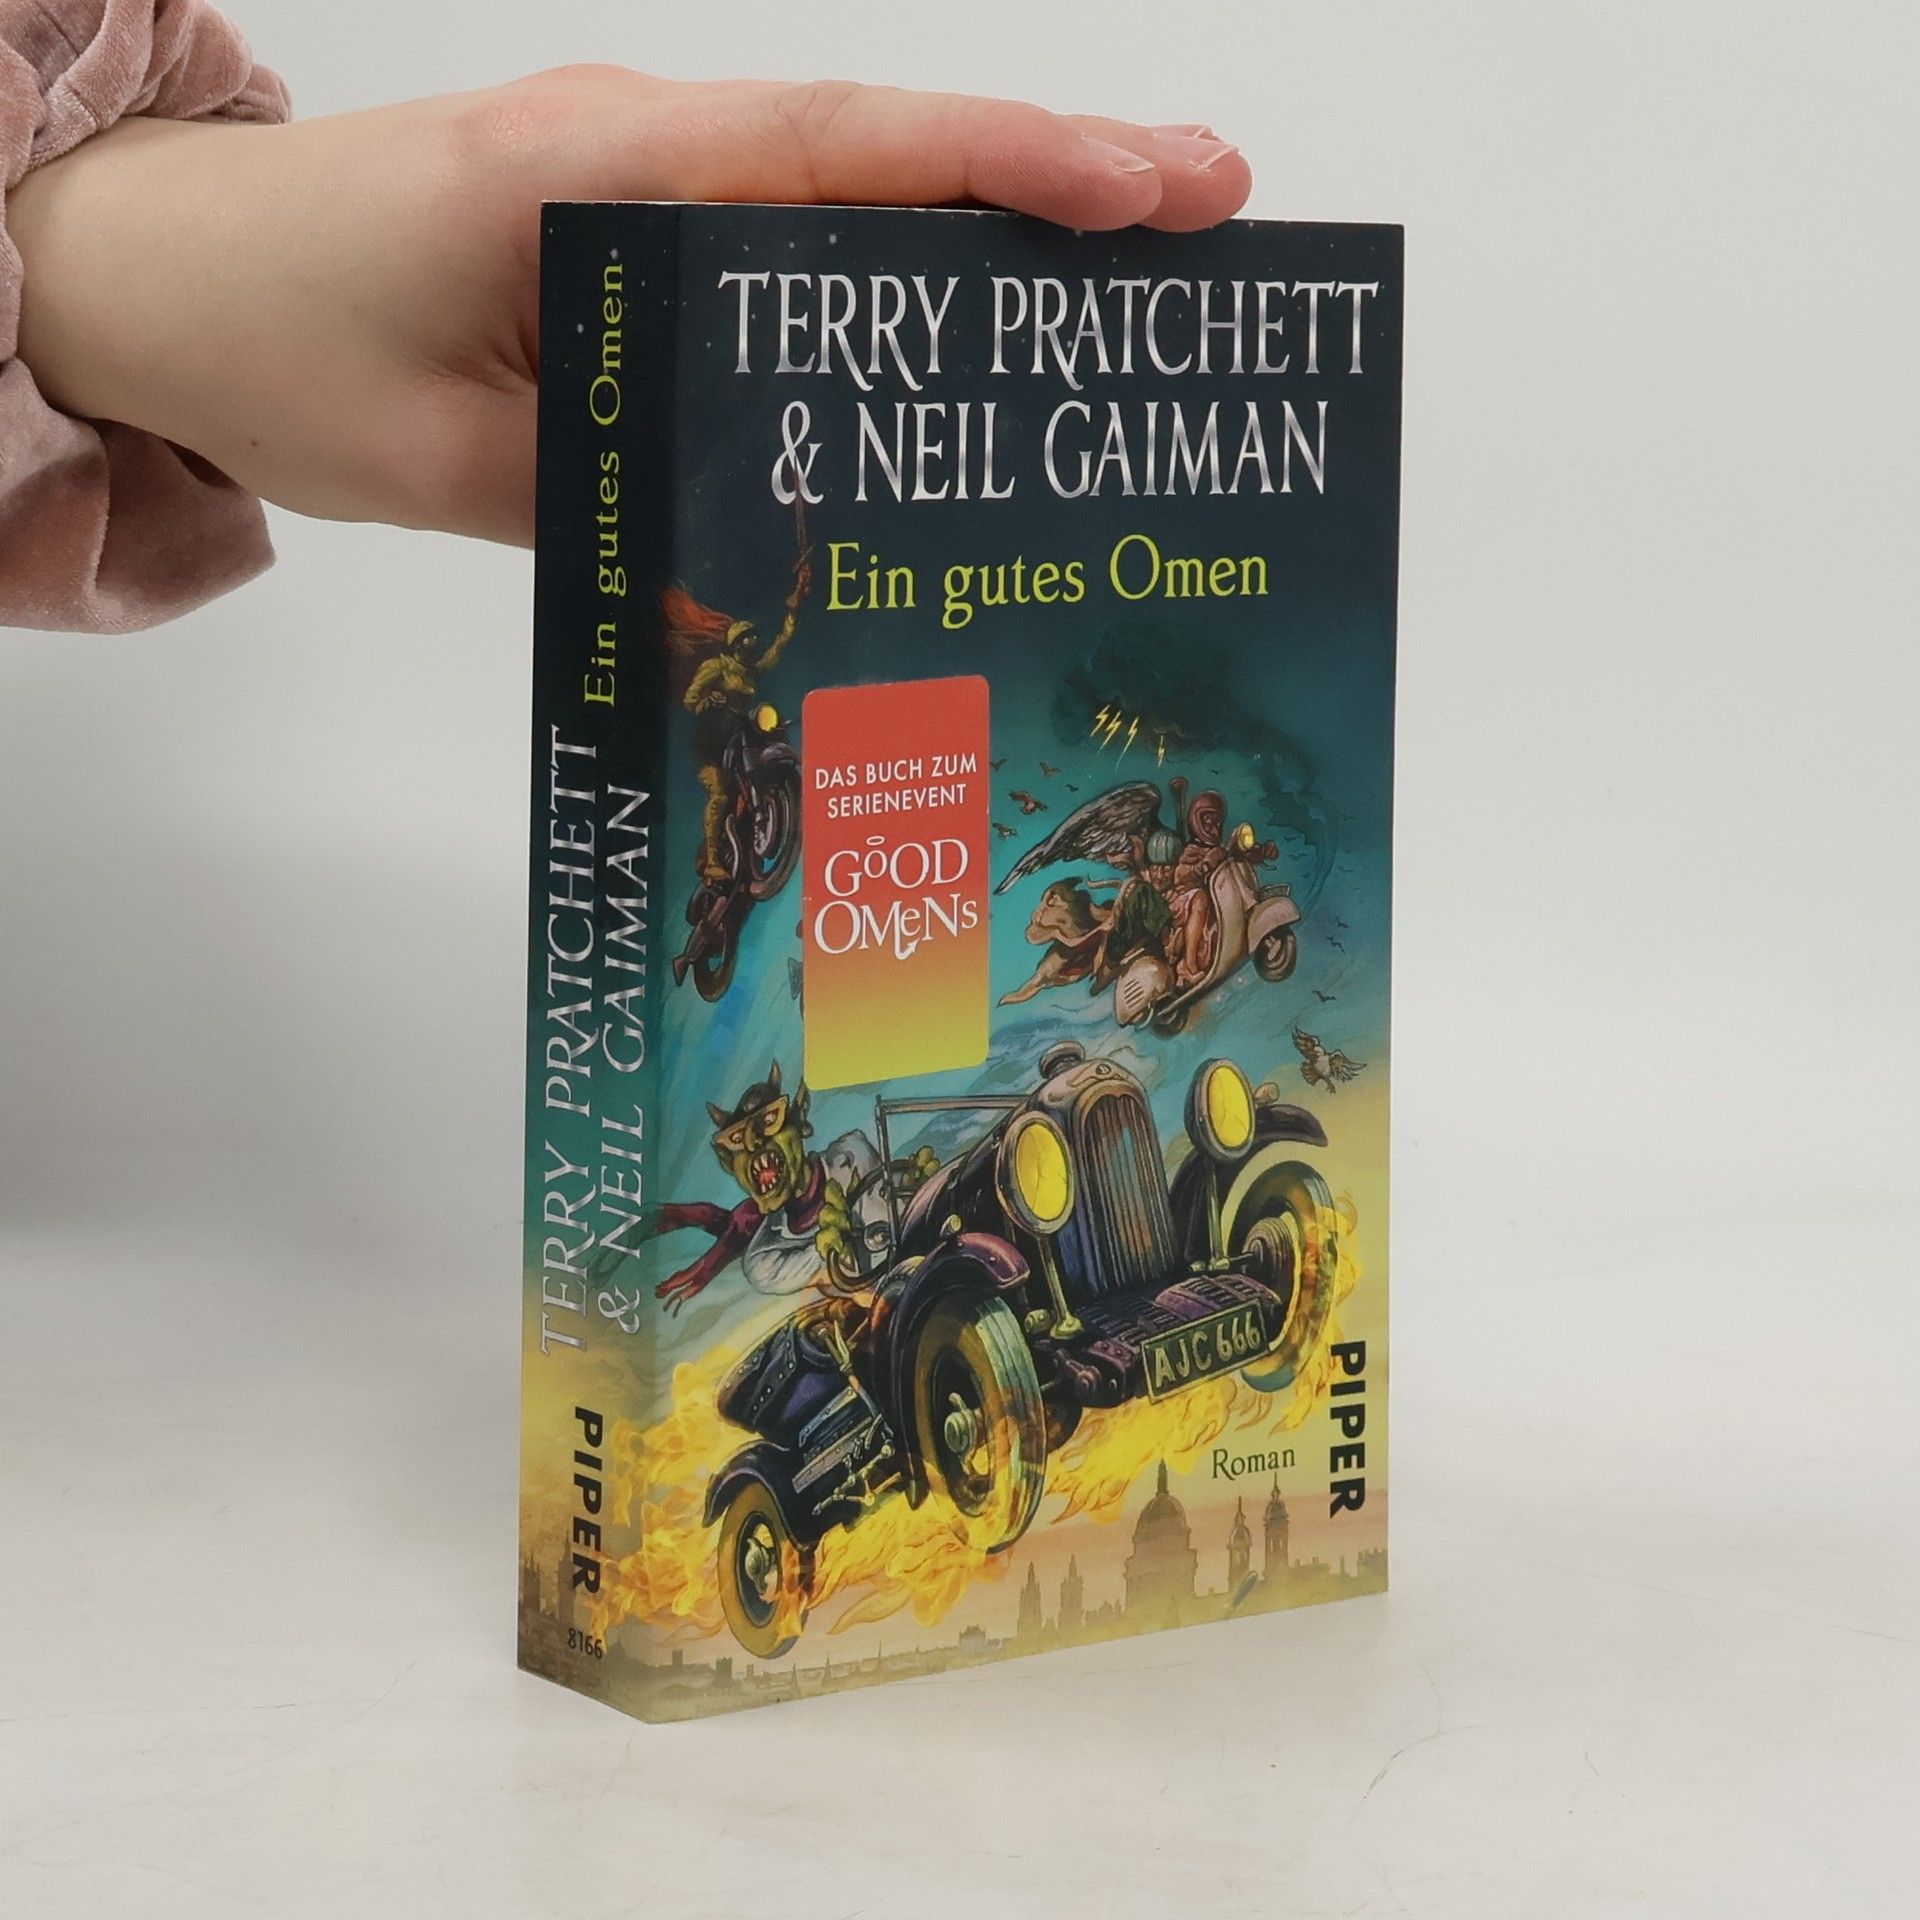 TERRY PRATCHETT
& NEIL GAIMAN
Ein gutes Omen
DAS BUCH ZUM
SERIENEVENT
GOOD
OMENS
AJC 666
Roman
PIPER
TERRY PRATCHETT
& NEIL GAIMAN
Ein gutes Omen
PIPER
8166